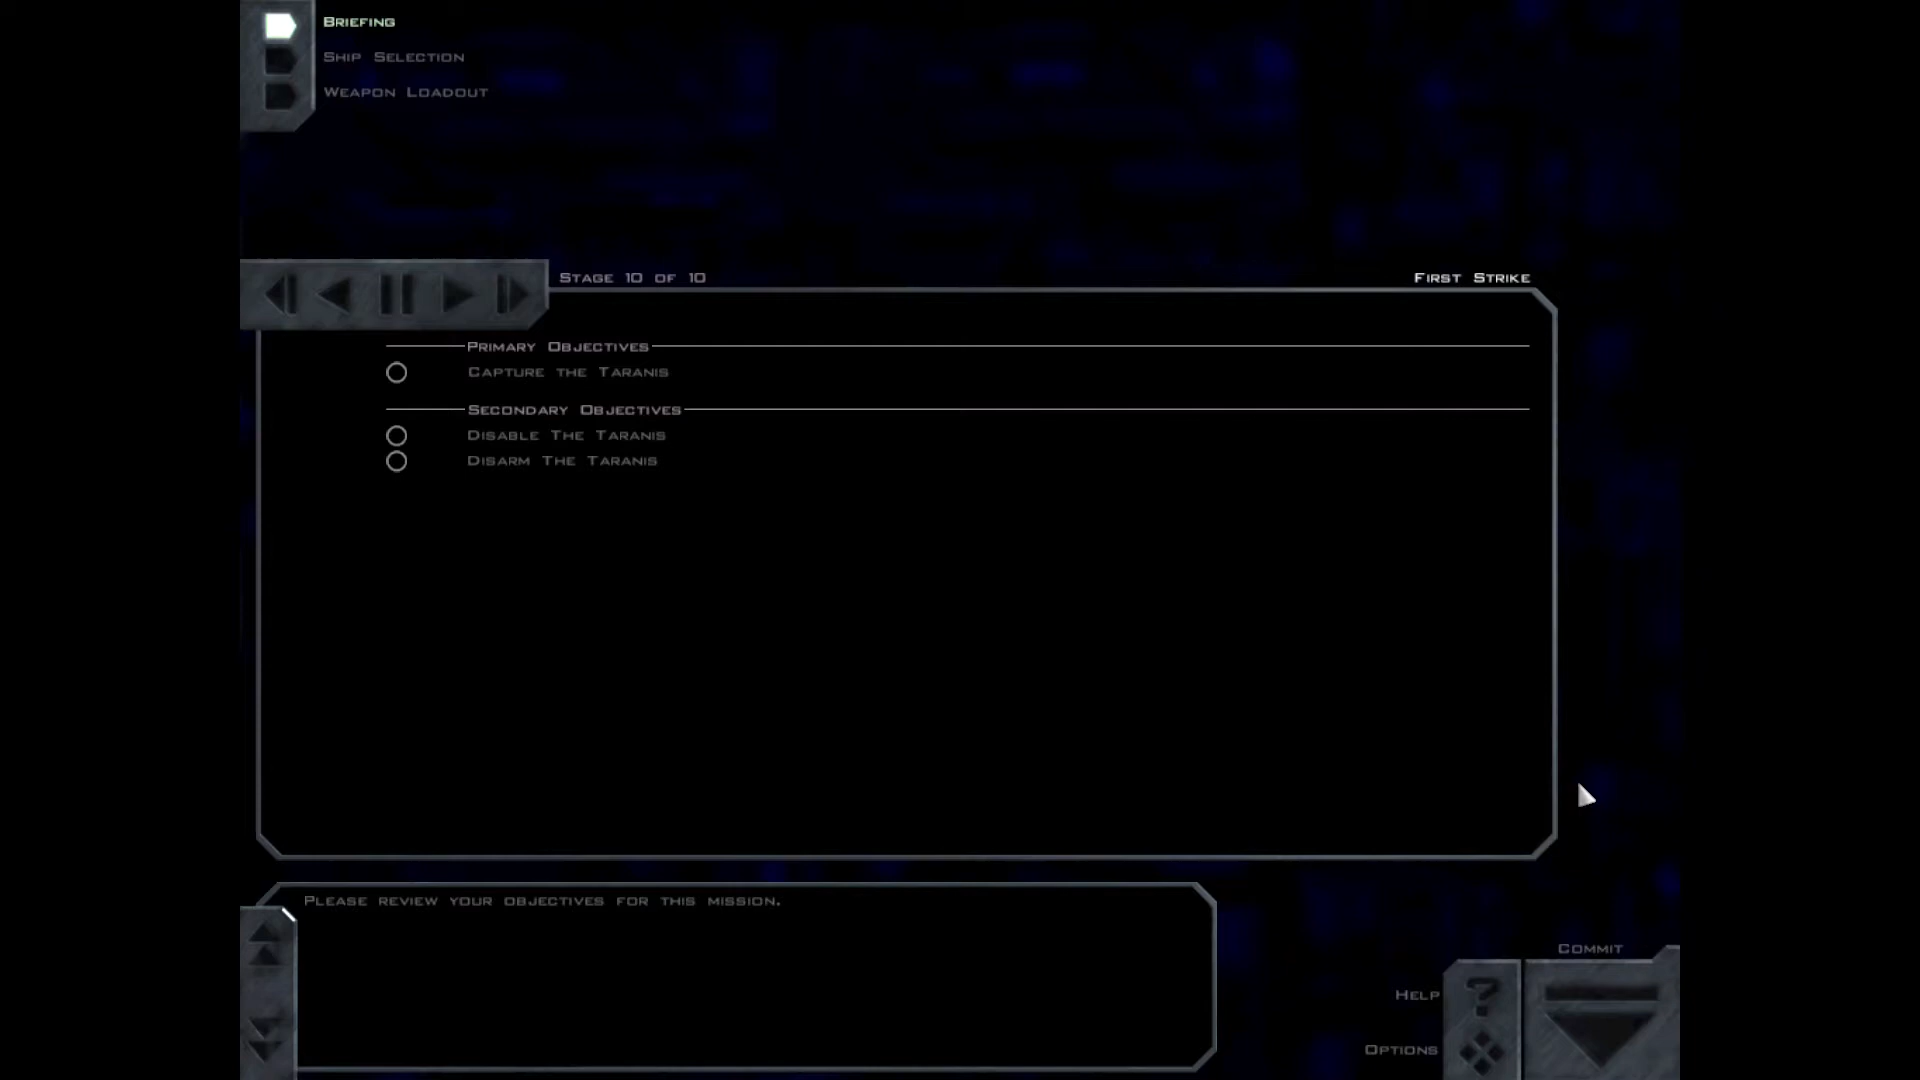 Briefing
Ship Selection
Weapon Loadout
Stage 10 of 10
First Strike
Primary Objectives
Capture the Taranis
Secondary Objectives
Disable The Taranis
Disarm The Taranis
Please review your objectives for this mission.
Commit
Help
?
Options